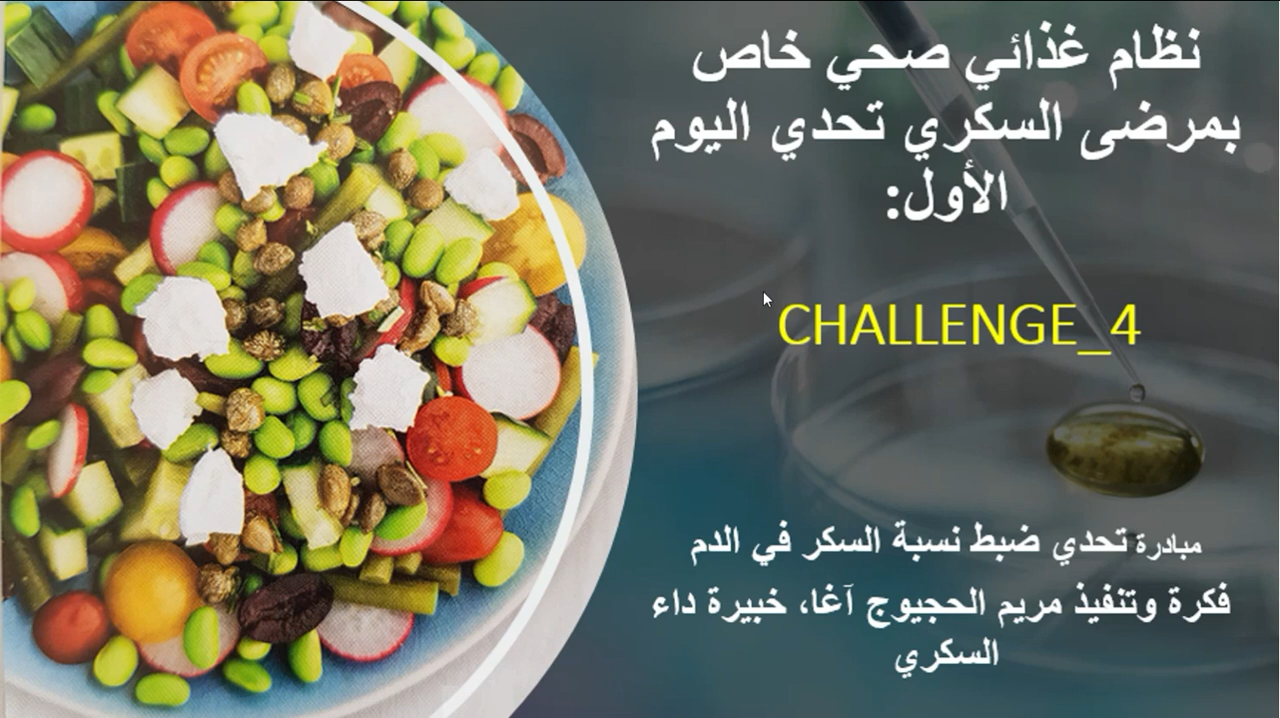 نظام غذائي صحي خاص
بمرضى السكري تحدي اليوم
الأول:
CHALLENGE_4
مبادرة تحدي ضبط نسبة السكر في الدم
فكرة وتنفيذ مريم الحجيوج آغا، خبيرة داء
السكري